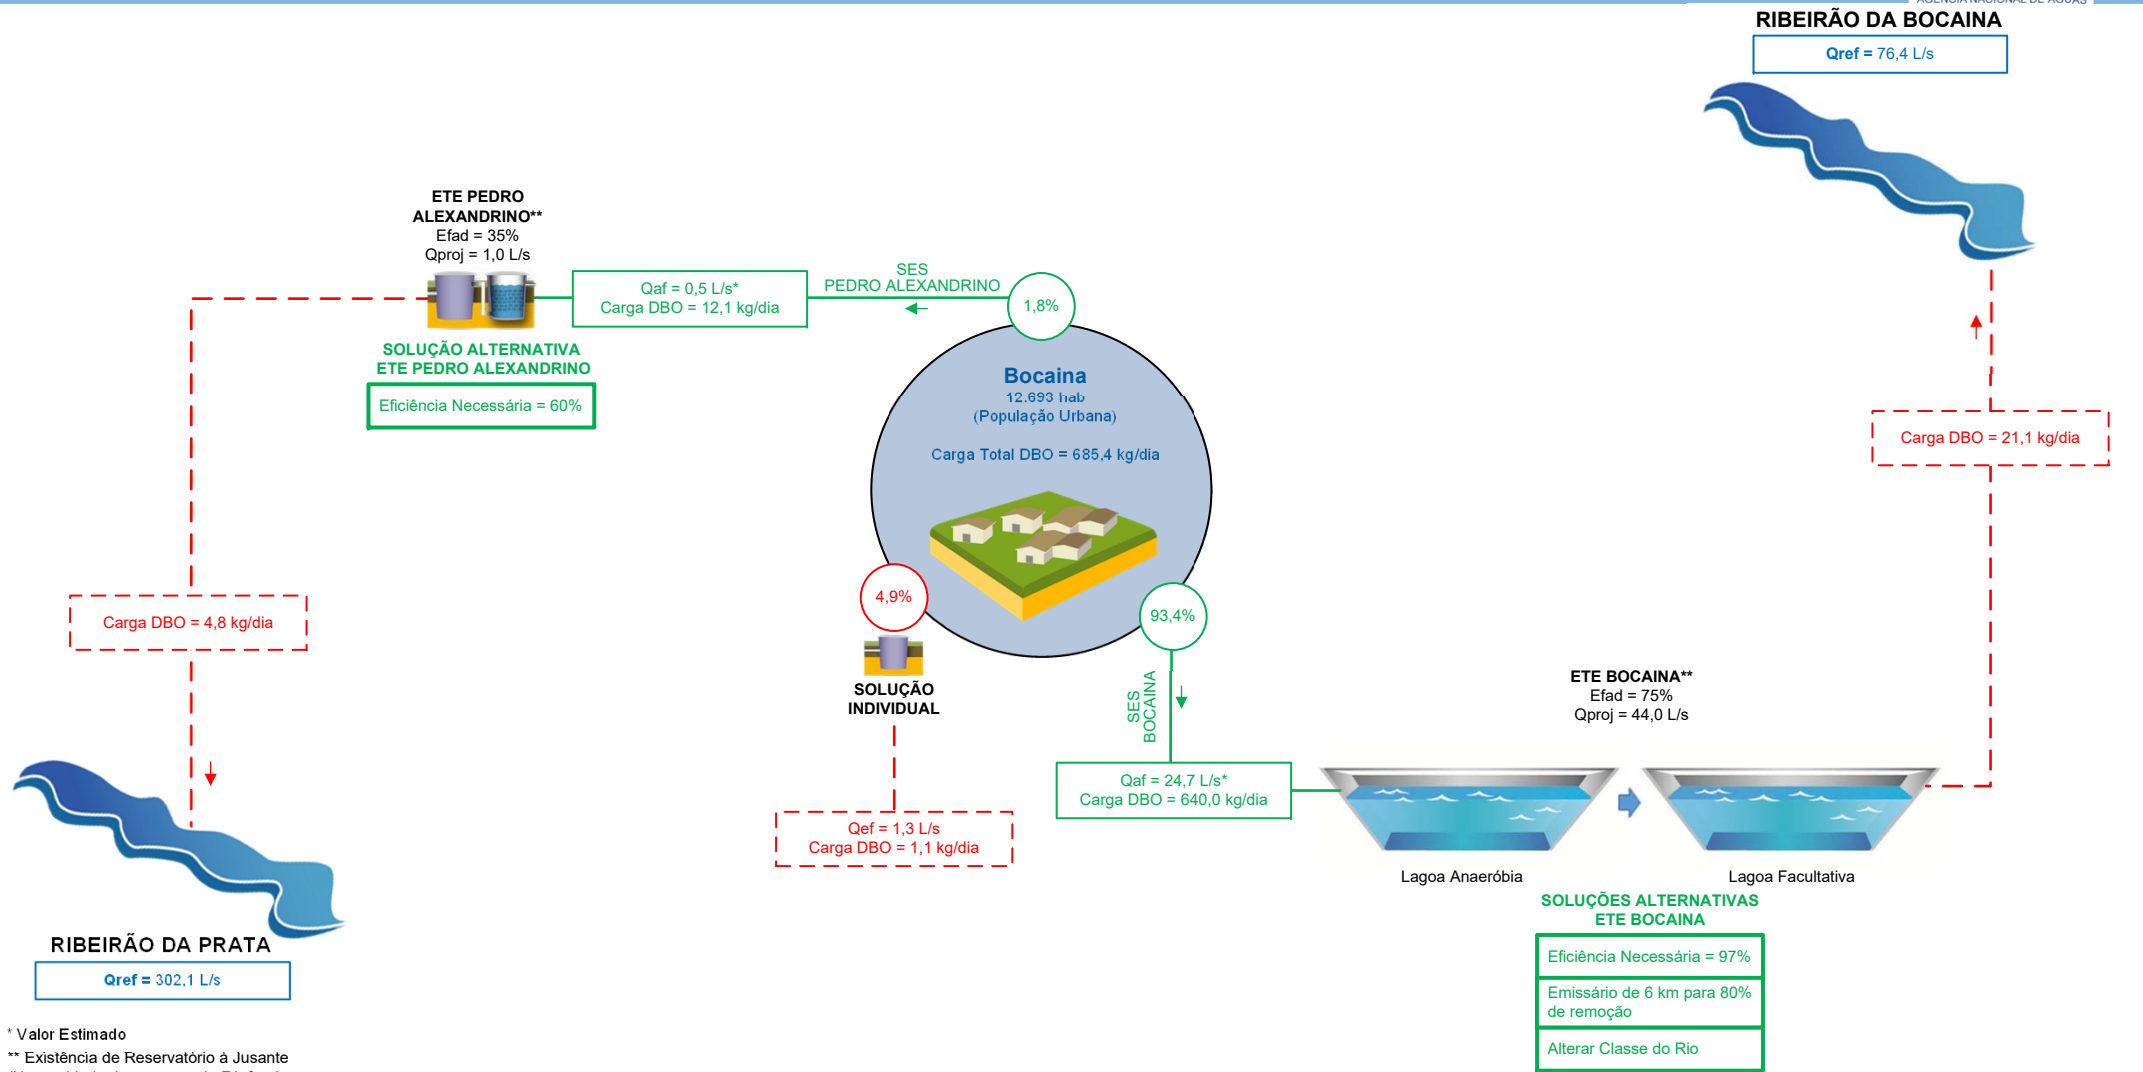 AGÊNCIA NACIONAL DE ÁGUAS
RIBEIRÃO DA BOCAINA
Qref = 76,4 L/s
ETE PEDRO
ALEXANDRINO**
Efad = 35%
Qproj = 1,0 L/s
Qaf = 0,5 L/s*
Carga DBO = 12,1 kg/dia
SES
PEDRO ALEXANDRINO
1,8%
SOLUÇÃO ALTERNATIVA
ETE PEDRO ALEXANDRINO
Eficiência Necessária = 60%
Bocaina
12.693 hab
(População Urbana)
Carga Total DBO = 685,4 kg/dia
Carga DBO = 21,1 kg/dia
4,9%
93,4%
Carga DBO = 4,8 kg/dia
SOLUÇÃO
INDIVIDUAL
SES
BOCAINA
ETE BOCAINA**
Efad = 75%
Qproj = 44,0 L/s
Qaf = 24,7 L/s*
Carga DBO = 640,0 kg/dia
Qef = 1,3 L/s
Carga DBO = 1,1 kg/dia
Lagoa Anaeróbia
Lagoa Facultativa
SOLUÇÕES ALTERNATIVAS
ETE BOCAINA
Eficiência Necessária = 97%
Emissário de 6 km para 80%
de remoção
Alterar Classe do Rio
RIBEIRÃO DA PRATA
Qref = 302,1 L/s
* Valor Estimado
** Existência de Reservatório à Jusante